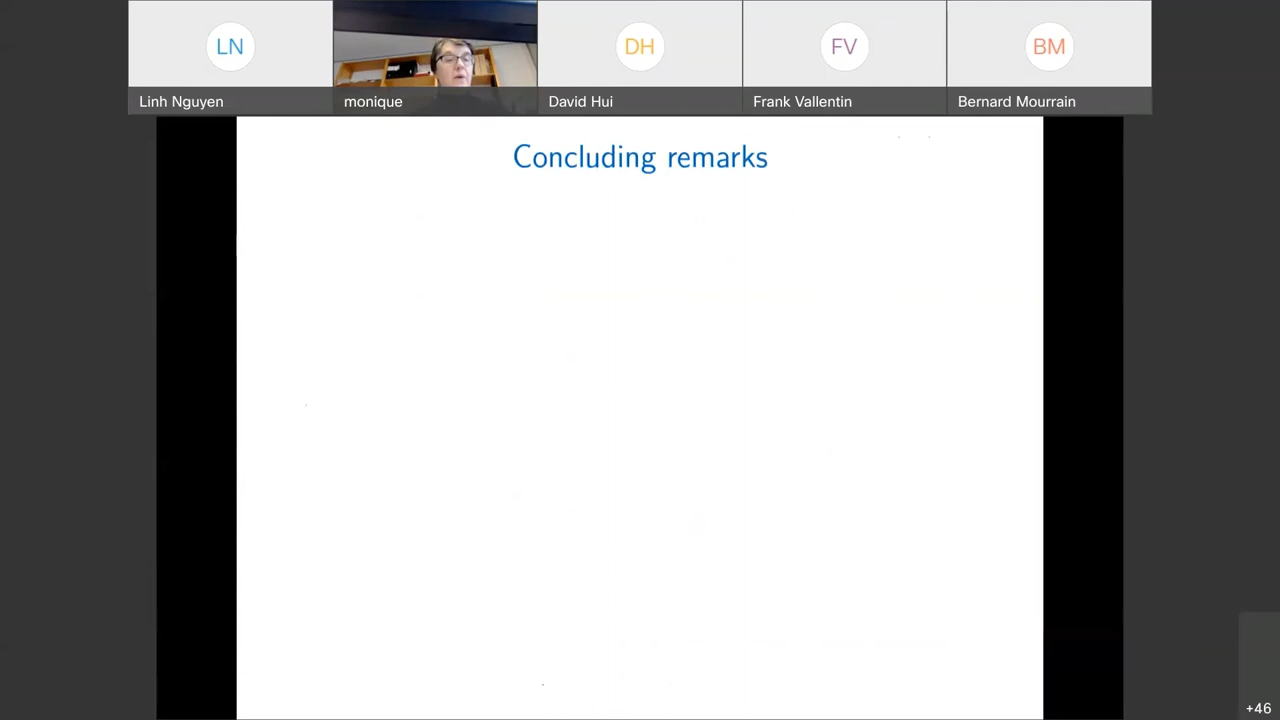 LN
DH
FV
BM
Linh Nguyen
monique
David Hui
Frank Vallentin
Bernard Mourrain
Concluding remarks
+46